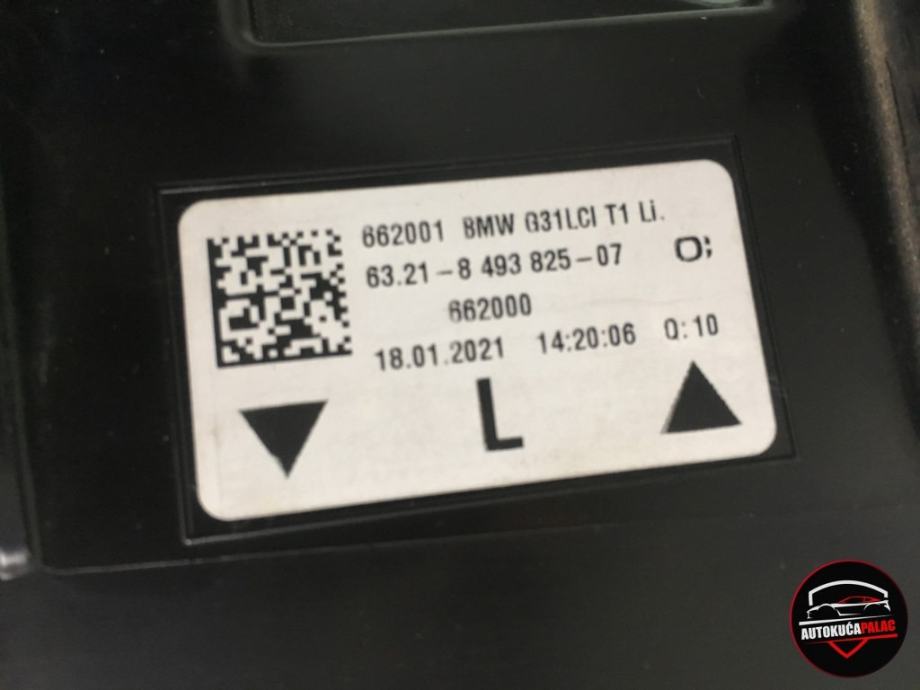 662001 BMW G31LCI T1 Li.
63.21-8 493 825-07 O;
662000
18.01.2021 14:20:06 Q:10
L
AUTOKUĆAPALAC